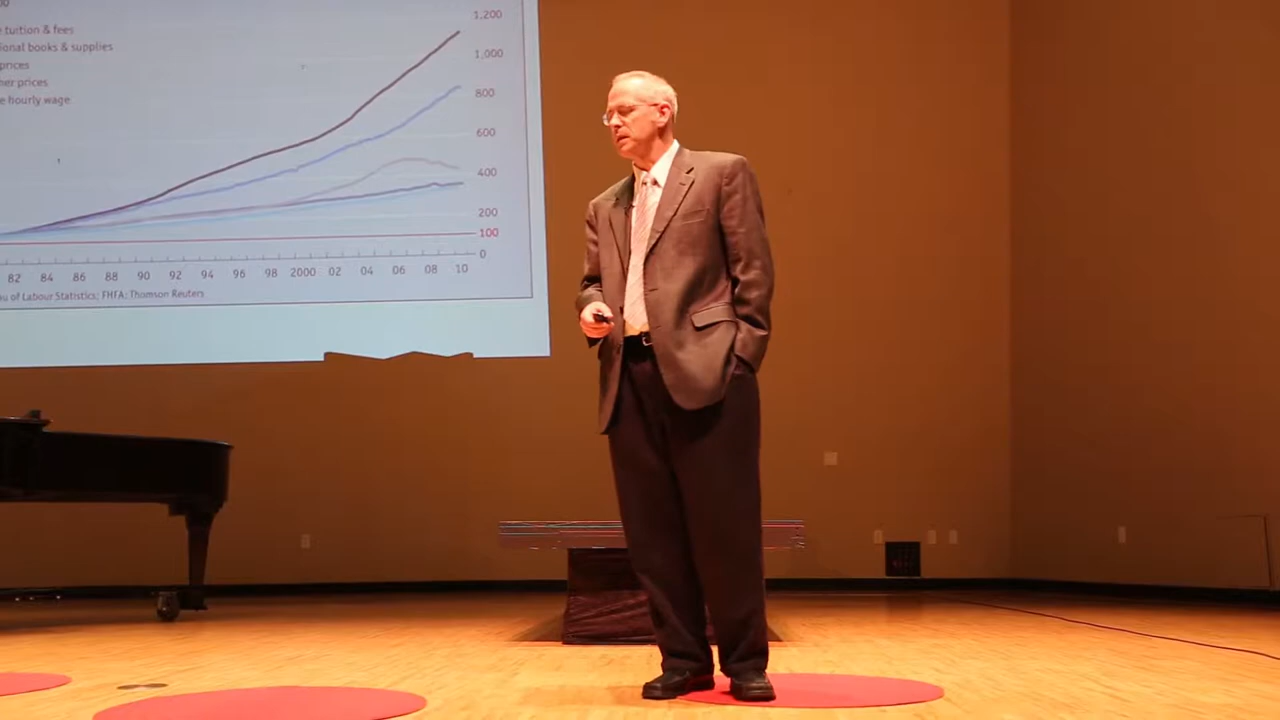 tuition & fees
ional books & supplies
prices
er prices
e hourly wage
1,200
1,000
800
600
400
200
100
0
82 84 86 88 90 92 94 96 98 2000 02 04 06 08 10
au of Labour Statistics; FHFA; Thomson Reuters